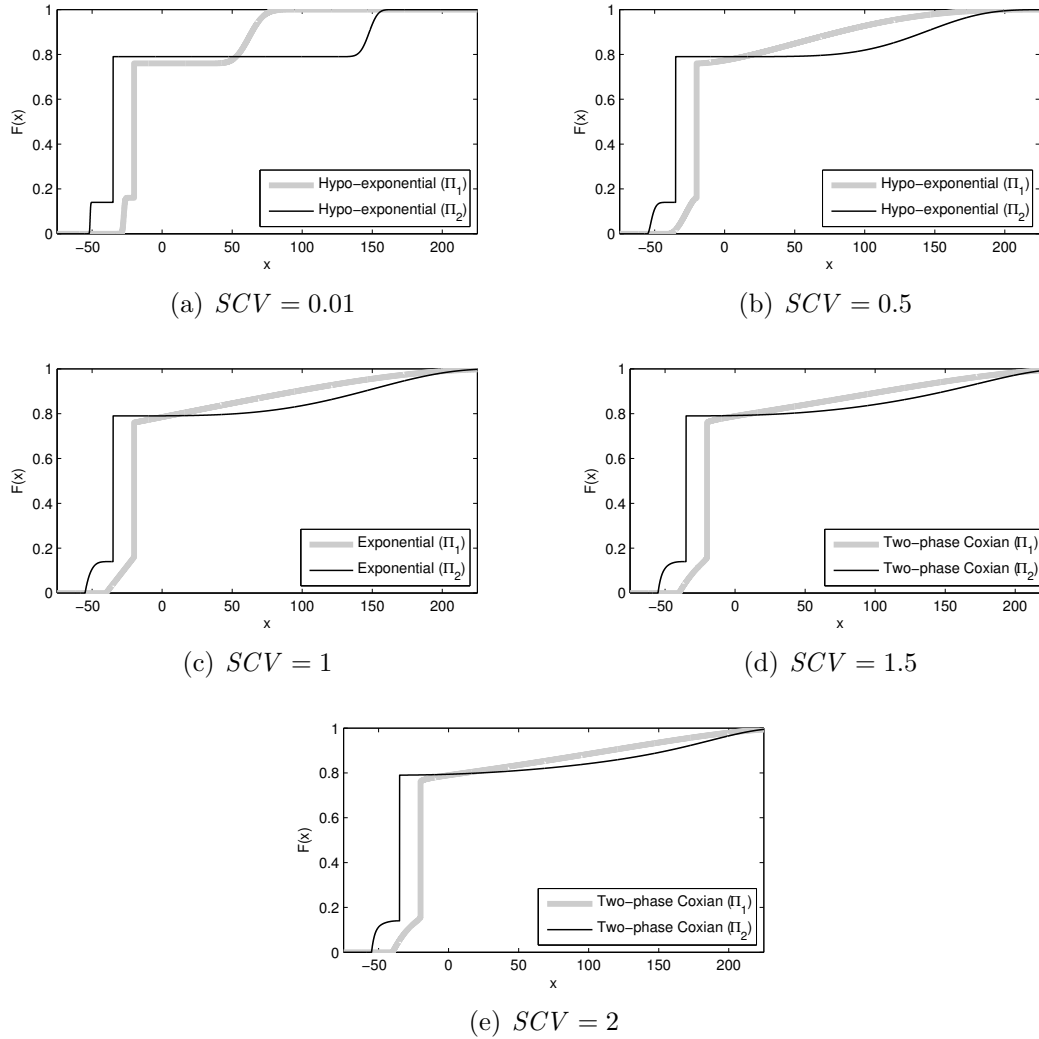 1
0.8
0.6
0.4
0.2
0
F(x)
−50 0 50 100 150 200
x
Hypo−exponential (Π1)
Hypo−exponential (Π2)
(a) SCV = 0.01
1
0.8
0.6
0.4
0.2
0
F(x)
−50 0 50 100 150 200
x
Hypo−exponential (Π1)
Hypo−exponential (Π2)
(b) SCV = 0.5
1
0.8
0.6
0.4
0.2
0
F(x)
−50 0 50 100 150 200
x
Exponential (Π1)
Exponential (Π2)
(c) SCV = 1
1
0.8
0.6
0.4
0.2
0
F(x)
−50 0 50 100 150 200
x
Two−phase Coxian (Π1)
Two−phase Coxian (Π2)
(d) SCV = 1.5
1
0.8
0.6
0.4
0.2
0
F(x)
−50 0 50 100 150 200
x
Two−phase Coxian (Π1)
Two−phase Coxian (Π2)
(e) SCV = 2